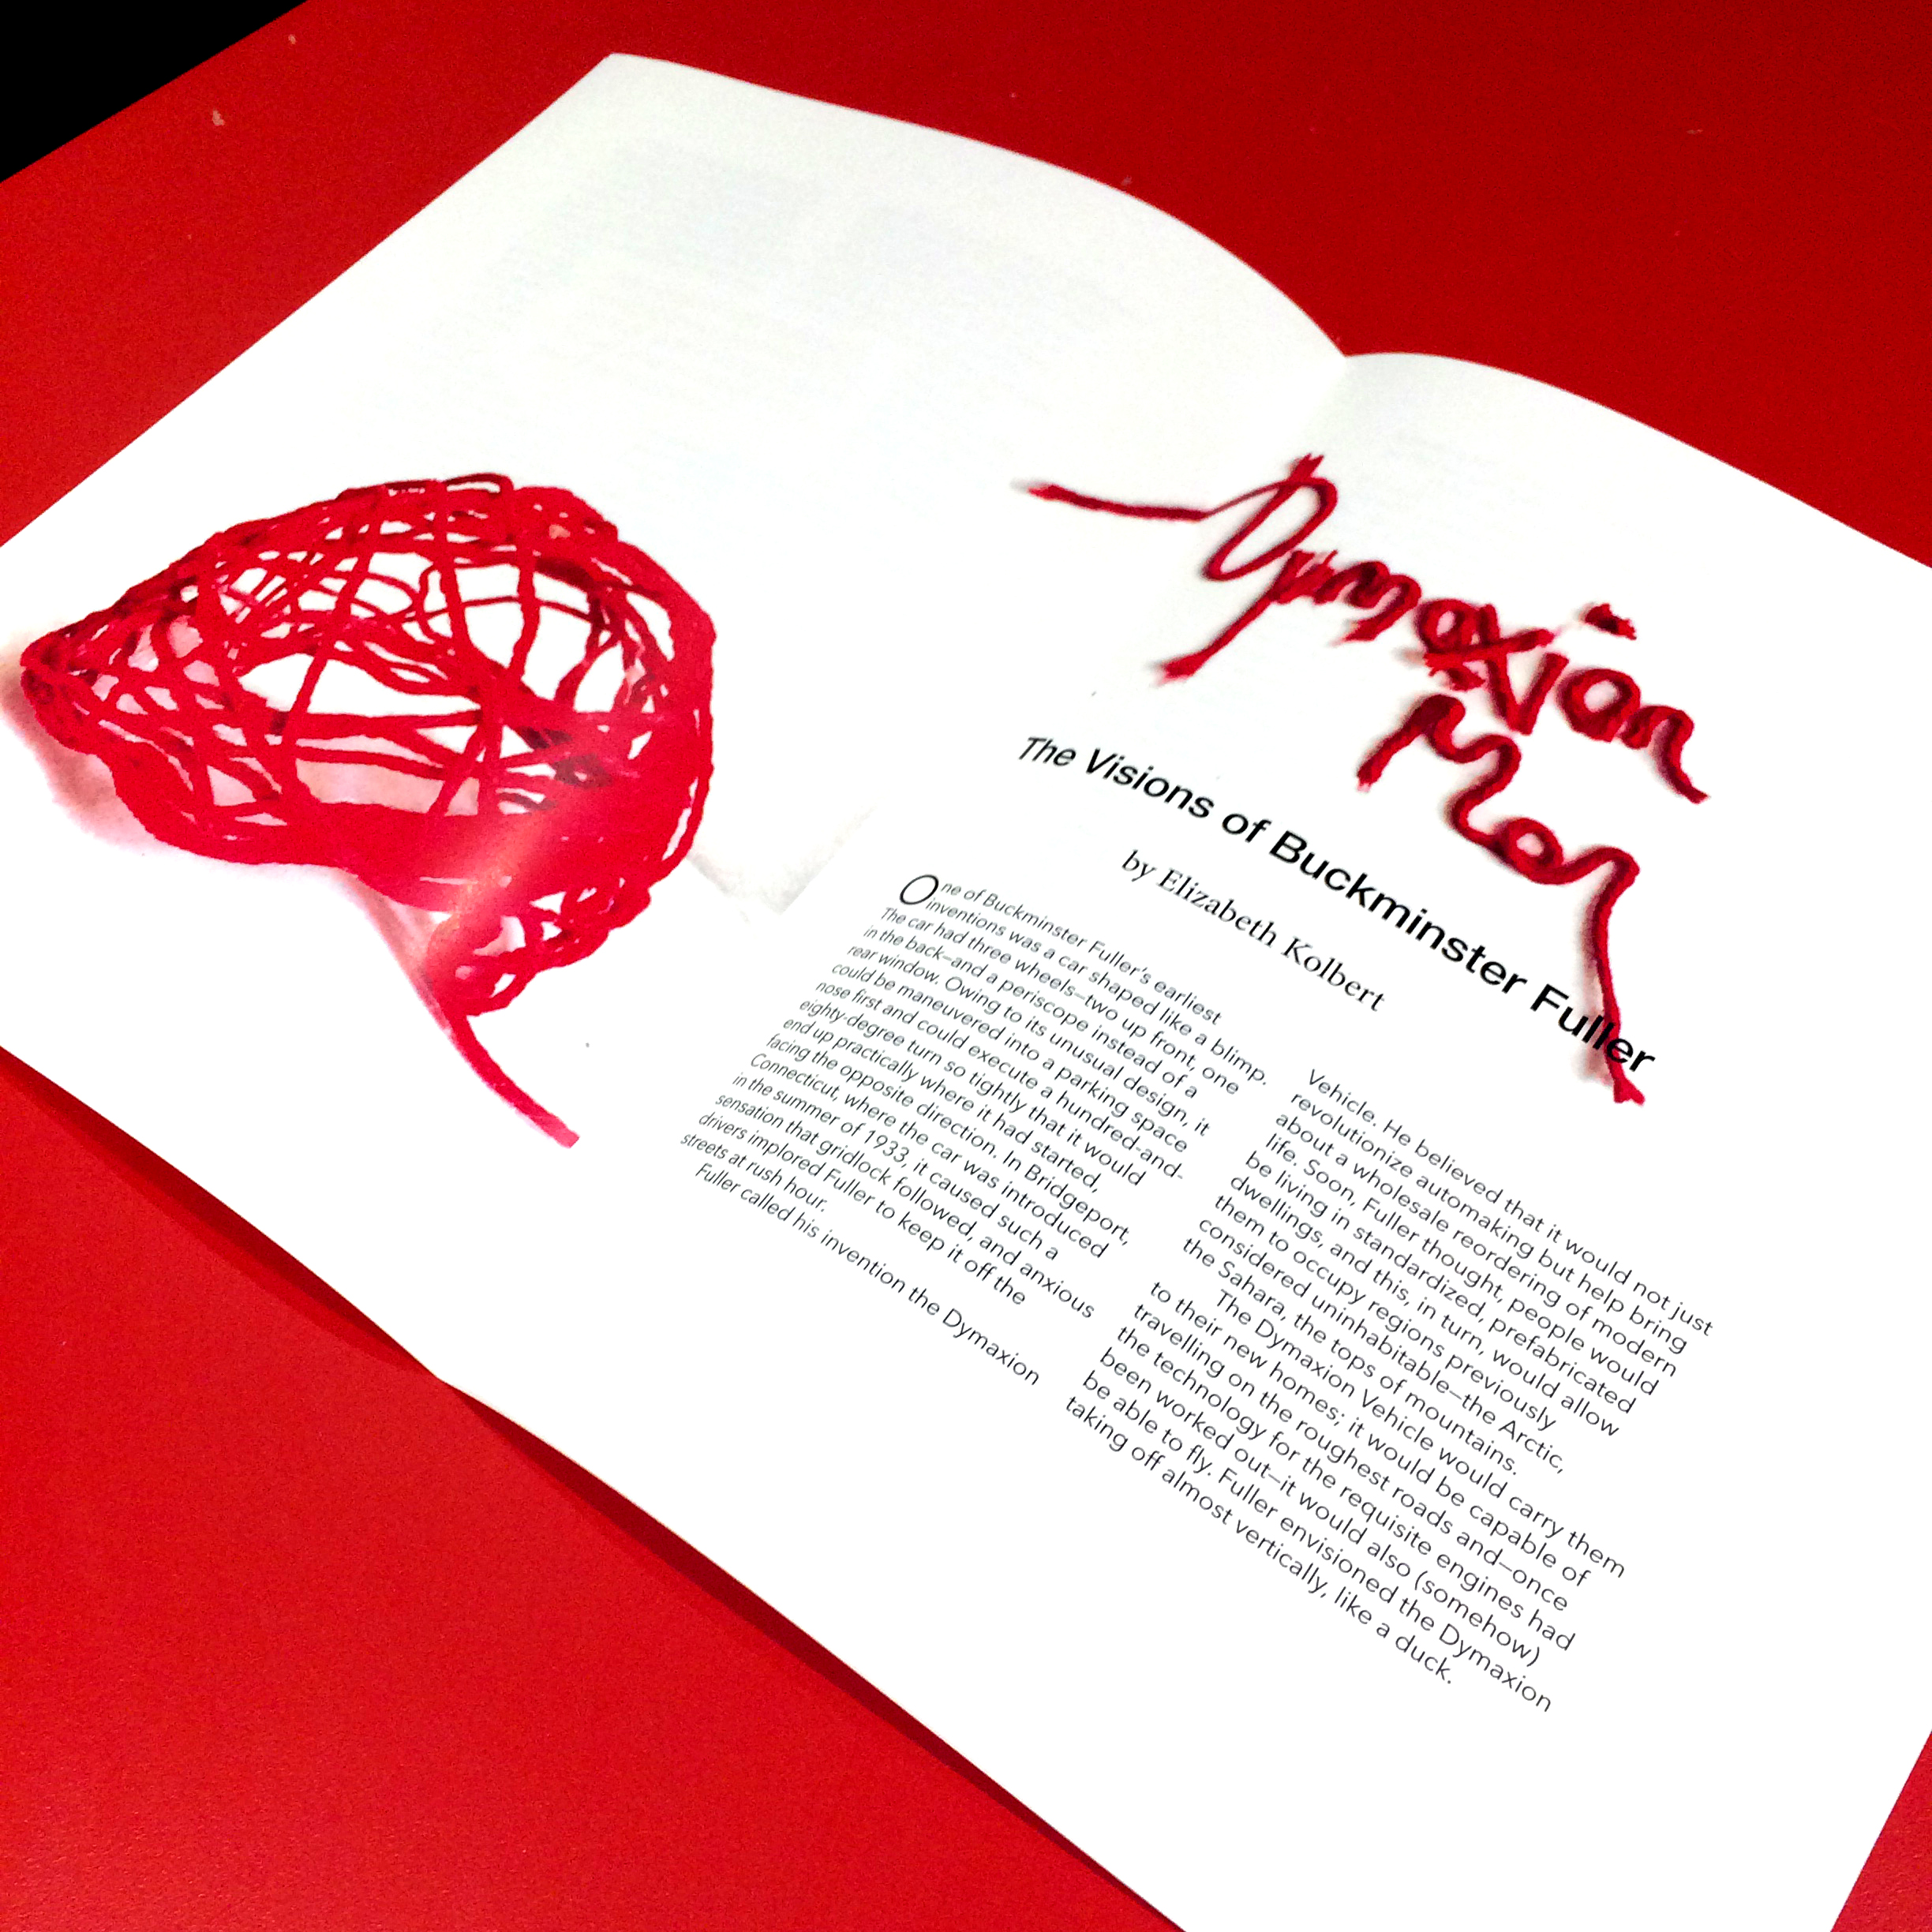 Dymaxion
Man
The Visions of Buckminster Fuller
by Elizabeth Kolbert
One of Buckminster Fuller's earliest
inventions was a car shaped like a blimp.
The car had three wheels—two up front, one
in the back—and a periscope instead of a
rear window. Owing to its unusual design, it
could be maneuvered into a parking space
nose first and could execute a hundred-and-
eighty-degree turn so tightly that it would
end up practically where it had started,
facing the opposite direction. In Bridgeport,
Connecticut, where the car was introduced
in the summer of 1933, it caused such a
sensation that gridlock followed, and anxious
drivers implored Fuller to keep it off the
streets at rush hour.
Fuller called his invention the Dymaxion
Vehicle. He believed that it would not just
revolutionize automaking but help bring
about a wholesale reordering of modern
life. Soon, Fuller thought, people would
be living in standardized, prefabricated
dwellings, and this, in turn, would allow
them to occupy regions previously
considered uninhabitable—the Arctic,
the Sahara, the tops of mountains.
The Dymaxion Vehicle would carry them
to their new homes; it would be capable of
travelling on the roughest roads and—once
the technology for the requisite engines had
been worked out—it would also (somehow)
be able to fly. Fuller envisioned the Dymaxion
taking off almost vertically, like a duck.